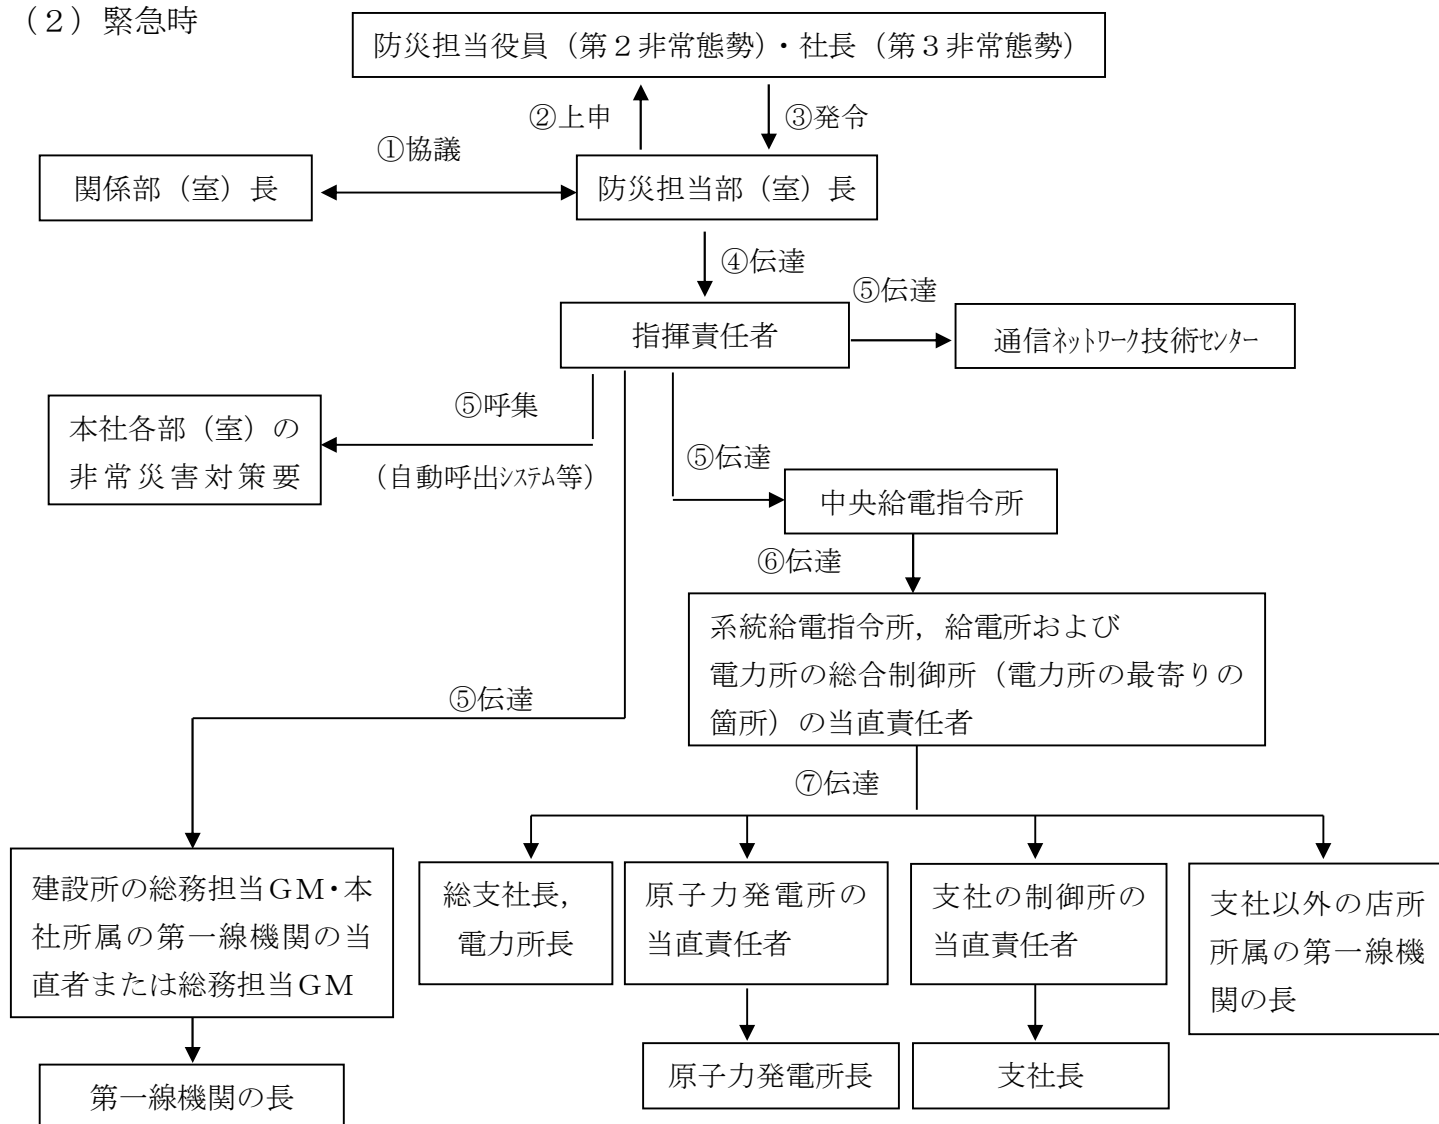 （２）緊急時
防災担当役員（第２非常態勢）・社長（第３非常態勢）
②上申
③発令
①協議
関係部（室）長
防災担当部（室）長
④伝達
⑤伝達
指揮責任者
通信ﾈｯﾄﾜｰｸ技術ｾﾝﾀｰ
⑤呼集
本社各部（室）の
非常災害対策要
（自動呼出ｼｽﾃﾑ等）
⑤伝達
中央給電指令所
⑥伝達
系統給電指令所，給電所および
電力所の総合制御所（電力所の最寄りの
箇所）の当直責任者
⑤伝達
⑦伝達
建設所の総務担当ＧＭ・本
社所属の第一線機関の当
直者または総務担当ＧＭ
総支社長，
電力所長
原子力発電所の
当直責任者
支社の制御所の
当直責任者
支社以外の店所
所属の第一線機
関の長
第一線機関の長
原子力発電所長
支社長